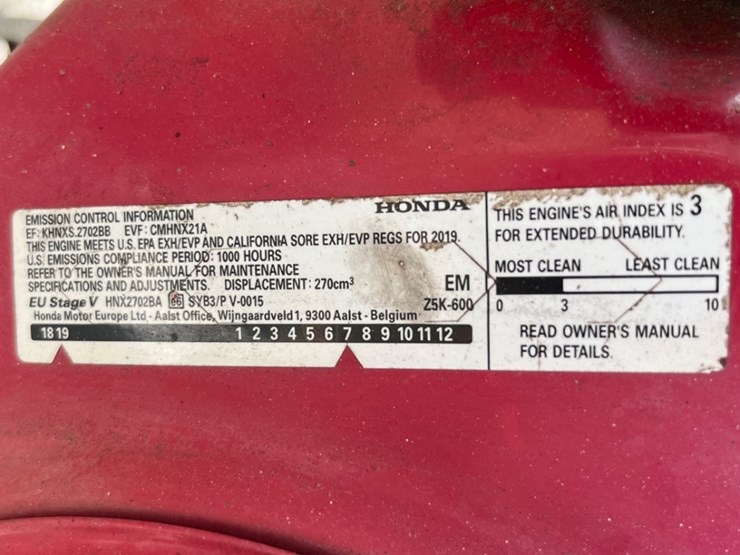 EMISSION CONTROL INFORMATION
HONDA
EF: KHNXS.2702BB EVF: CMHNX21A
THIS ENGINE MEETS U.S. EPA EXH/EVP AND CALIFORNIA SORE EXH/EVP REGS FOR 2019.
U.S. EMISSIONS COMPLIANCE PERIOD: 1000 HOURS
REFER TO THE OWNER'S MANUAL FOR MAINTENANCE
SPECIFICATIONS AND ADJUSTMENTS. DISPLACEMENT: 270cm³
EM
EU Stage V HNX2702BA SYB3/P V-0015
Z5K-600
Honda Motor Europe Ltd - Aalst Office, Wijngaardveld 1, 9300 Aalst - Belgium
18 19 1 2 3 4 5 6 7 8 9 10 11 12
THIS ENGINE'S AIR INDEX IS 3
FOR EXTENDED DURABILITY.
MOST CLEAN LEAST CLEAN
0 3 10
READ OWNER'S MANUAL
FOR DETAILS.